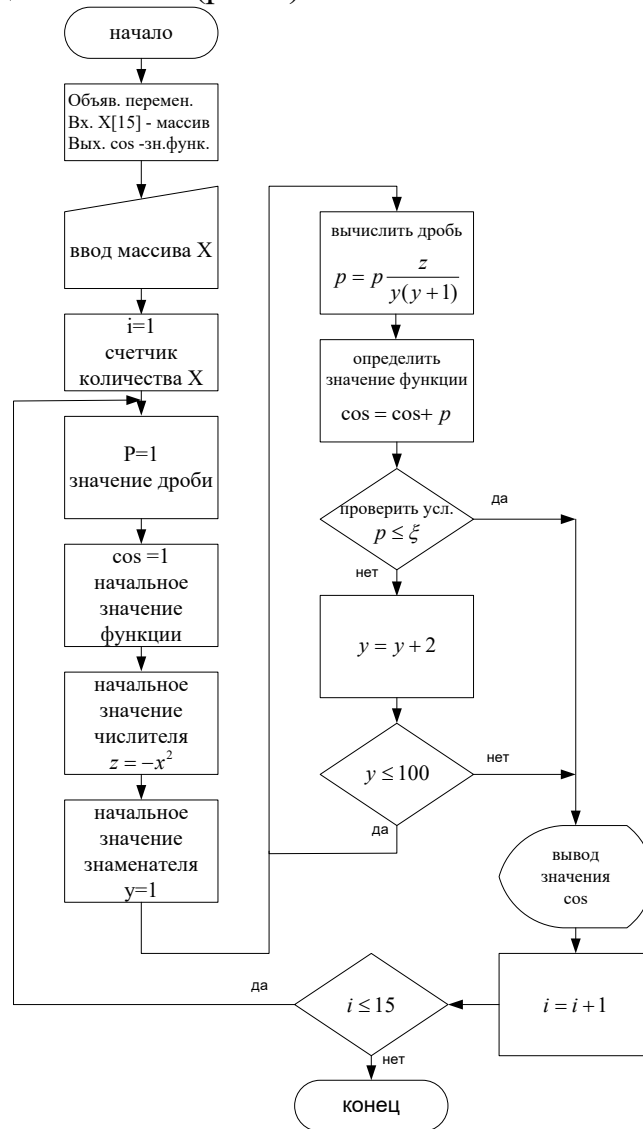 начало
Объяв. перемен.
Вх. X[15] - массив
Вых. cos -зн.функ.
ввод массива X
i=1
счетчик
количества X
P=1
значение дроби
cos =1
начальное
значение
функции
начальное
значение
числителя
z = −x²
начальное
значение
знаменателя
y=1
вычислить дробь
p = p z / y(y + 1)
определить
значение функции
cos = cos+ p
проверить усл.
p ≤ ξ
да
нет
y = y + 2
y ≤ 100
нет
да
вывод
значения
cos
i = i + 1
i ≤ 15
да
нет
конец